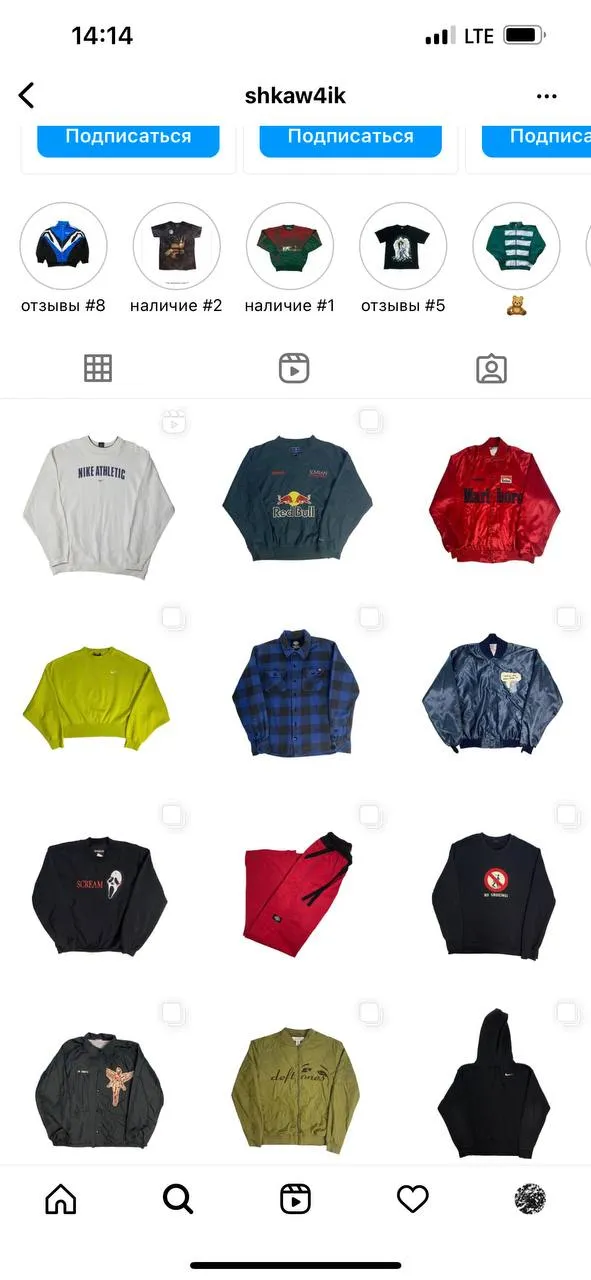 14:14
LTE
shkaw4ik
Подписаться
Подписаться
Подписа
отзывы #8
наличие #2
наличие #1
отзывы #5
NIKE ATHLETIC
Red Bull
Marlboro
SCREAM
NO SMOKING!
deftones